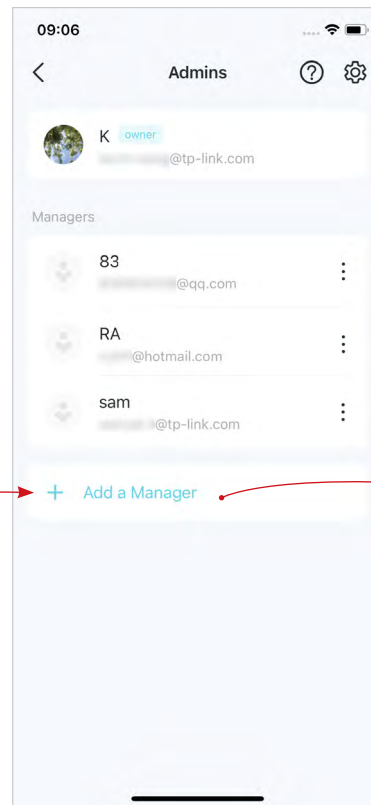 09:06
Admins
K owner
@tp-link.com
Managers
83
@qq.com
RA
@hotmail.com
sam
@tp-link.com
+ Add a Manager